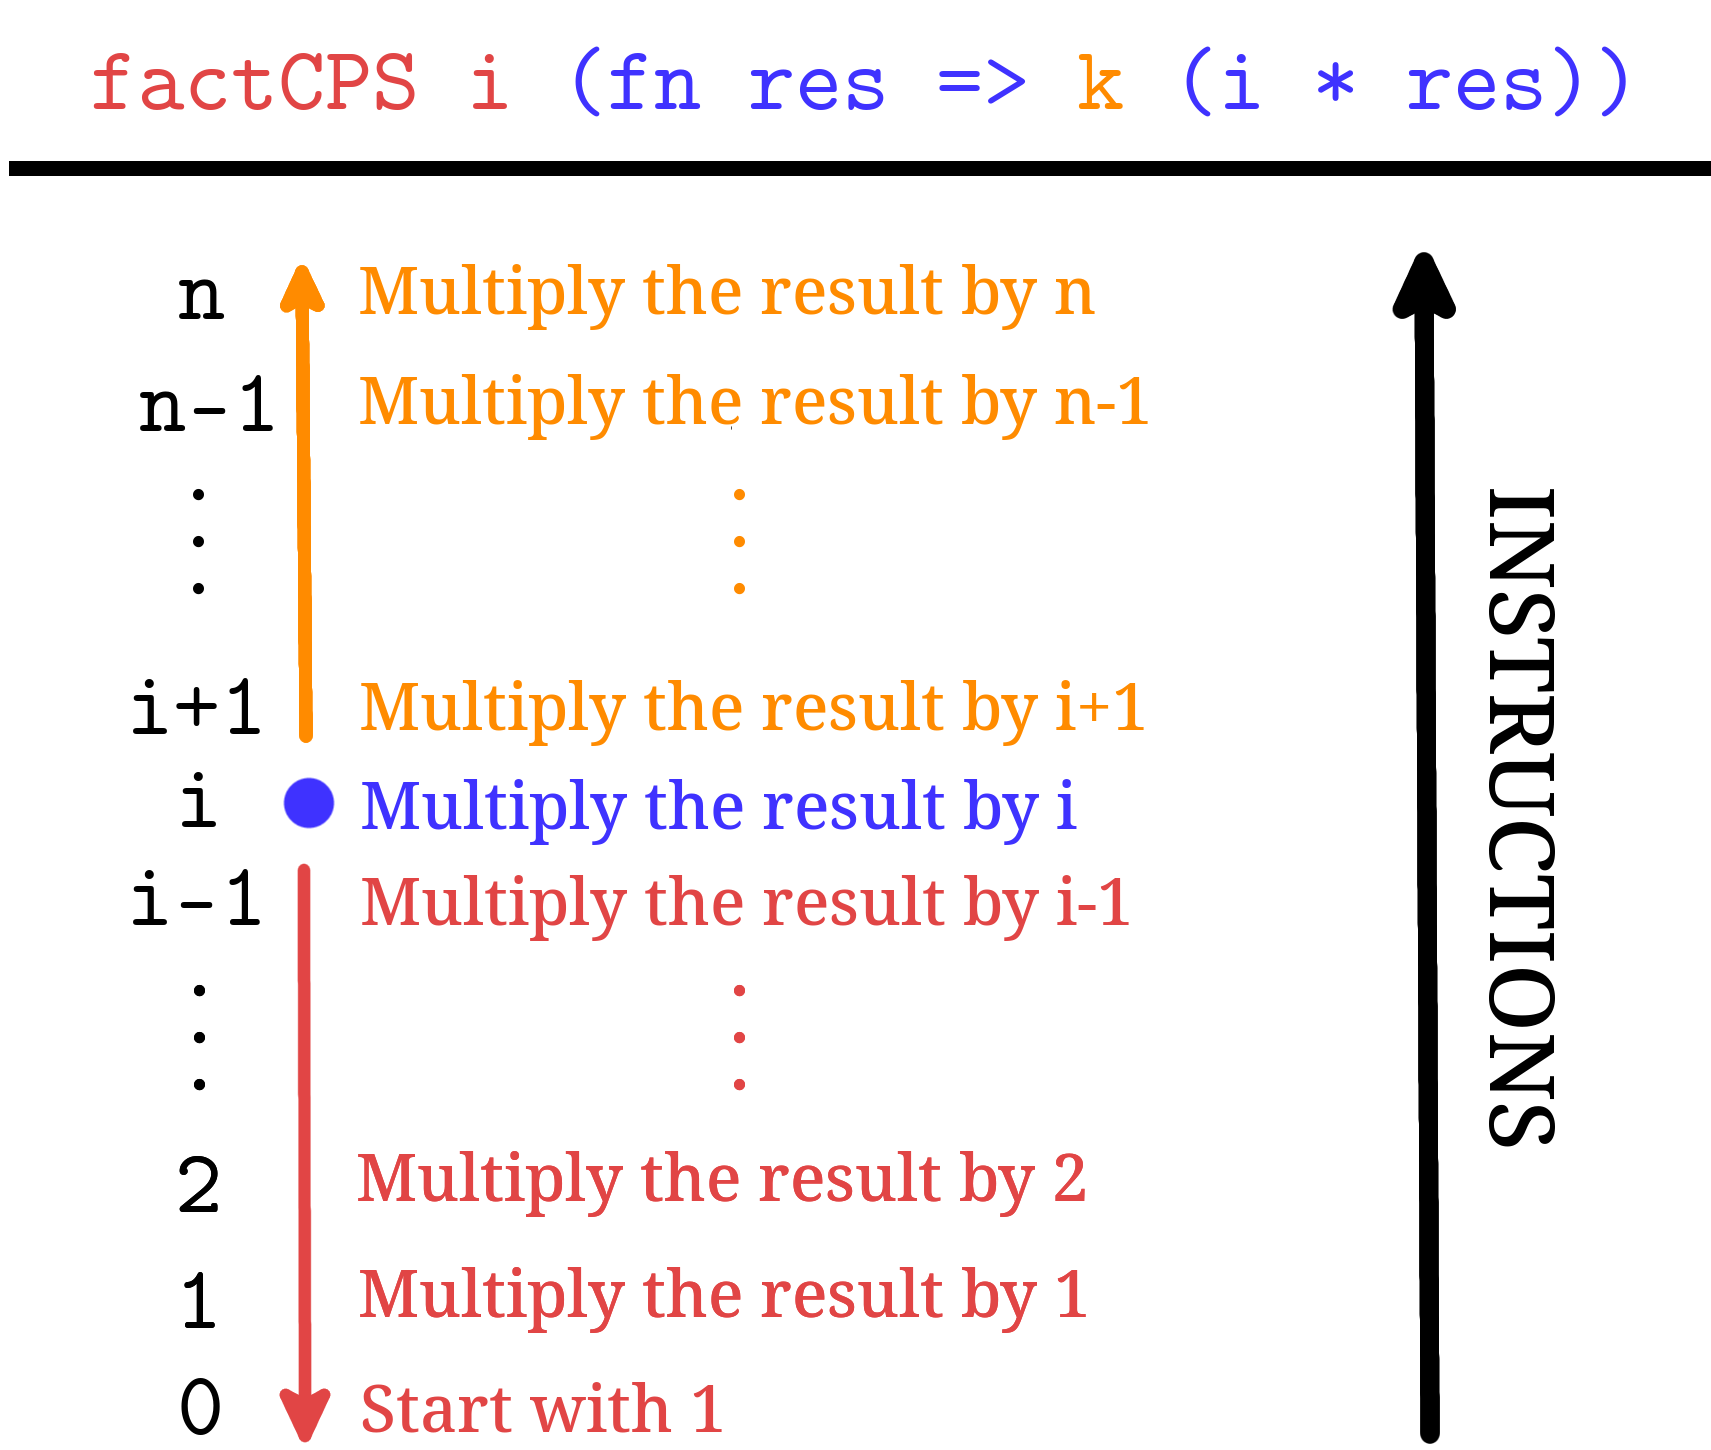 factCPS i (fn res => k (i * res))
n Multiply the result by n
n-1 Multiply the result by n-1
i+1 Multiply the result by i+1
i Multiply the result by i
i-1 Multiply the result by i-1
2 Multiply the result by 2
1 Multiply the result by 1
0 Start with 1
INSTRUCTIONS